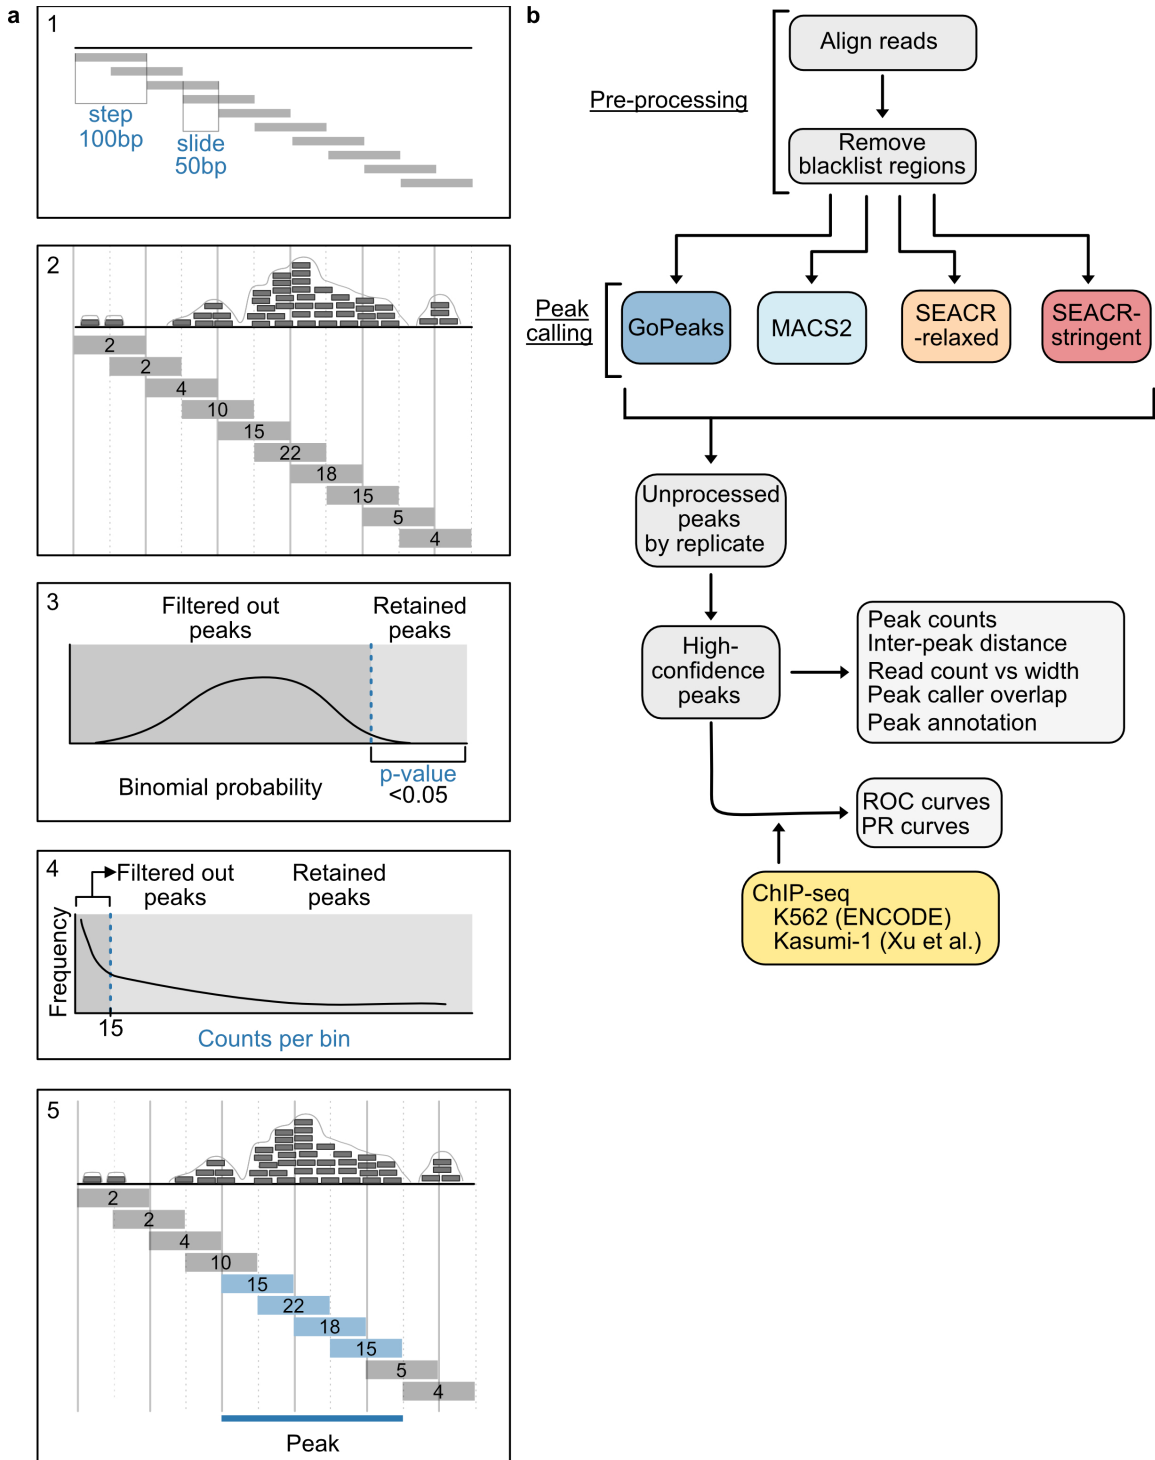 a
1
step
100bp
slide
50bp
2
2
2
4
10
15
22
18
15
5
4
3
Filtered out
peaks
Retained
peaks
Binomial probability
p-value
<0.05
4
Filtered out
peaks
Retained
peaks
Frequency
15
Counts per bin
5
2
2
4
10
15
22
18
15
5
4
Peak
b
Pre-processing
Align reads
Remove
blacklist regions
Peak
calling
GoPeaks
MACS2
SEACR
-relaxed
SEACR-
stringent
Unprocessed
peaks
by replicate
High-
confidence
peaks
Peak counts
Inter-peak distance
Read count vs width
Peak caller overlap
Peak annotation
ROC curves
PR curves
ChIP-seq
K562 (ENCODE)
Kasumi-1 (Xu et al.)